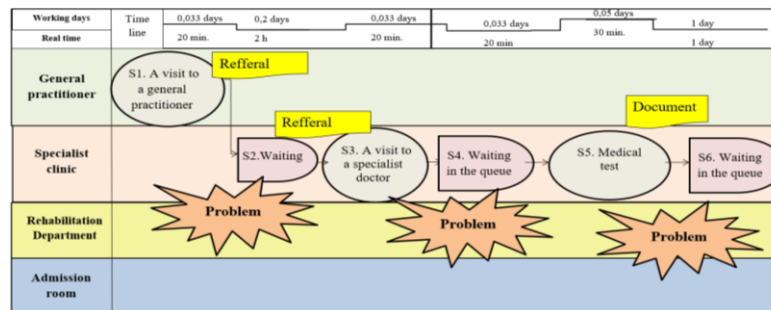 Working days
Time line
0,033 days
0,2 days
0,033 days
0,033 days
0,05 days
1 day
Real time
20 min.
2 h
20 min.
20 min
30 min.
1 day
General practitioner
S1. A visit to
a general
practitioner
Refferal
Specialist clinic
Refferal
Document
S2.Waiting
S3. A visit to
a specialist
doctor
S4. Waiting
in the queue
S5. Medical
test
S6. Waiting
in the queue
Rehabilitation
Department
Problem
Problem
Problem
Admission
room